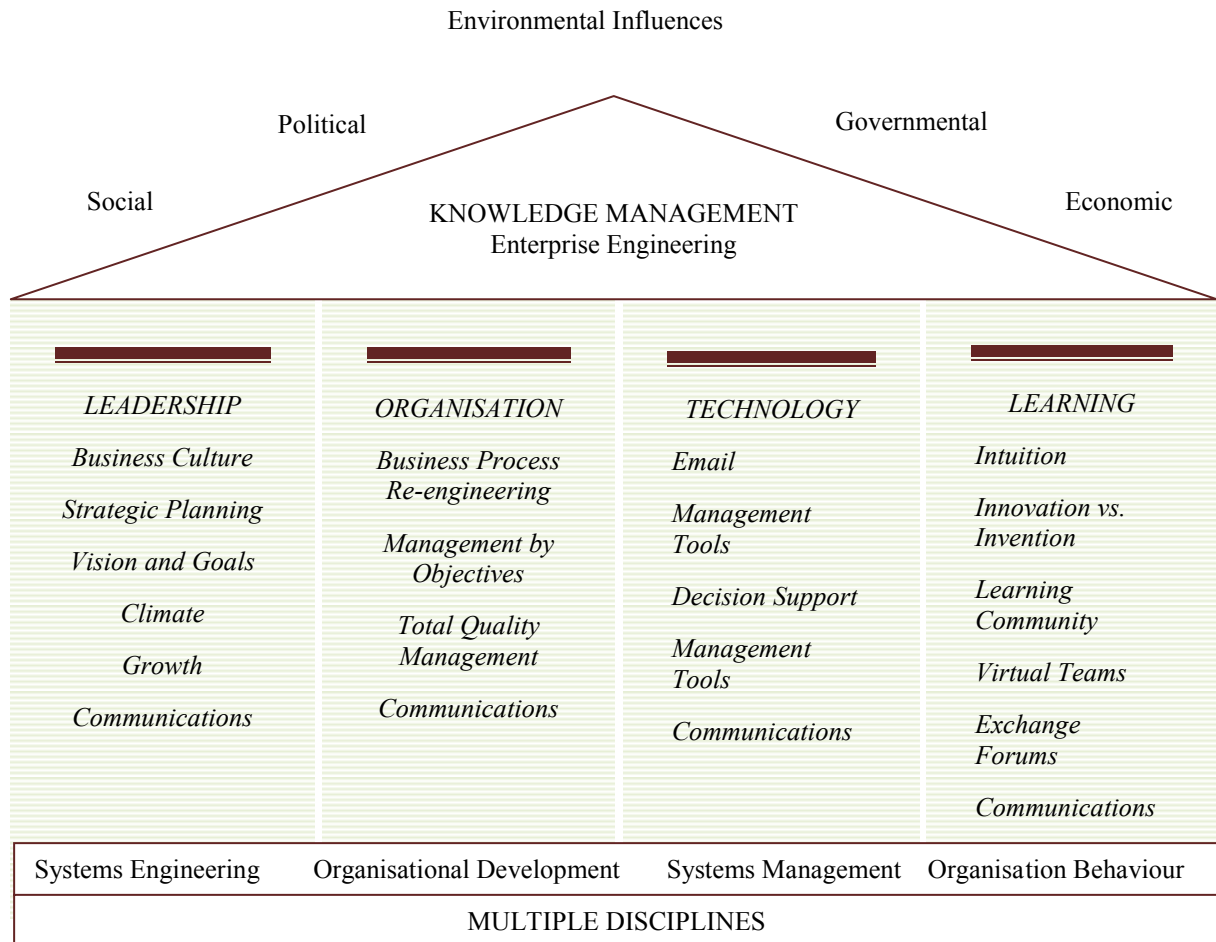 Environmental Influences
Political
Governmental
Social
Economic
KNOWLEDGE MANAGEMENT
Enterprise Engineering
LEADERSHIP
Business Culture
Strategic Planning
Vision and Goals
Climate
Growth
Communications
ORGANISATION
Business Process
Re-engineering
Management by
Objectives
Total Quality
Management
Communications
TECHNOLOGY
Email
Management
Tools
Decision Support
Management
Tools
Communications
LEARNING
Intuition
Innovation vs.
Invention
Learning
Community
Virtual Teams
Exchange
Forums
Communications
Systems Engineering
Organisational Development
Systems Management
Organisation Behaviour
MULTIPLE DISCIPLINES